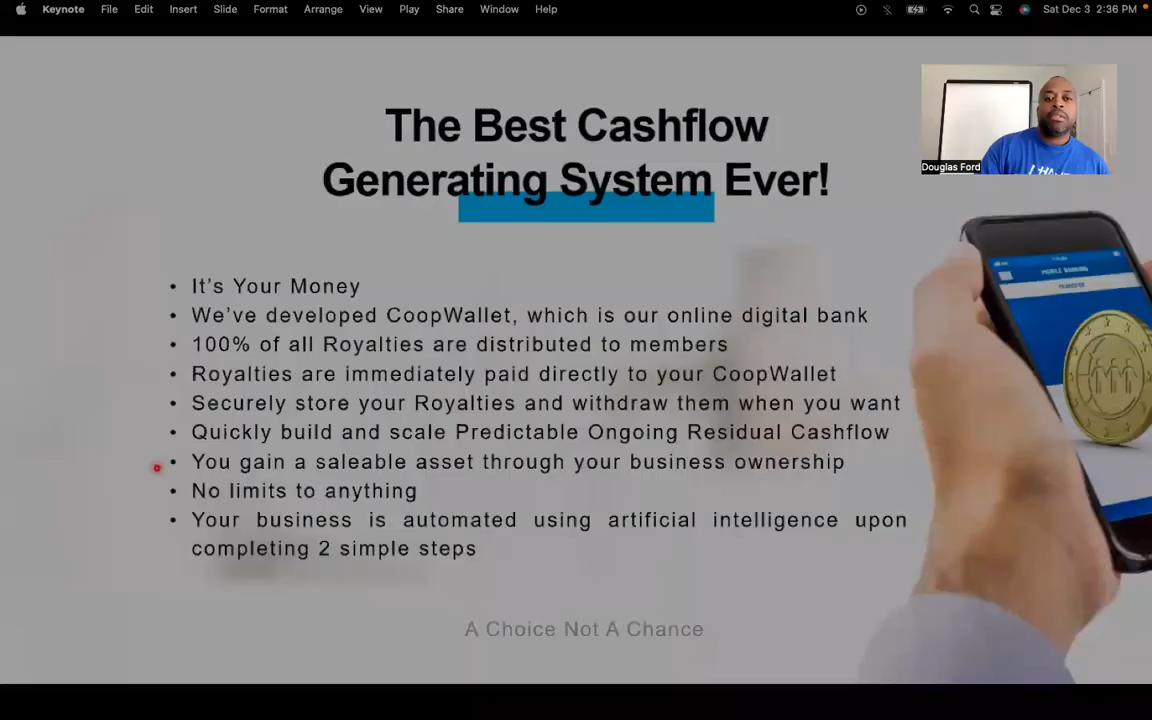 Keynote File Edit Insert Slide Format Arrange View Play Share Window Help Sat Dec 3 2:36 PM
The Best Cashflow
Generating System Ever!
Douglas Ford
I HAVE
• It's Your Money
• We've developed CoopWallet, which is our online digital bank
• 100% of all Royalties are distributed to members
• Royalties are immediately paid directly to your CoopWallet
• Securely store your Royalties and withdraw them when you want
• Quickly build and scale Predictable Ongoing Residual Cashflow
• You gain a saleable asset through your business ownership
• No limits to anything
• Your business is automated using artificial intelligence upon
completing 2 simple steps
MOBILE BANKING
TRANSFER
A Choice Not A Chance